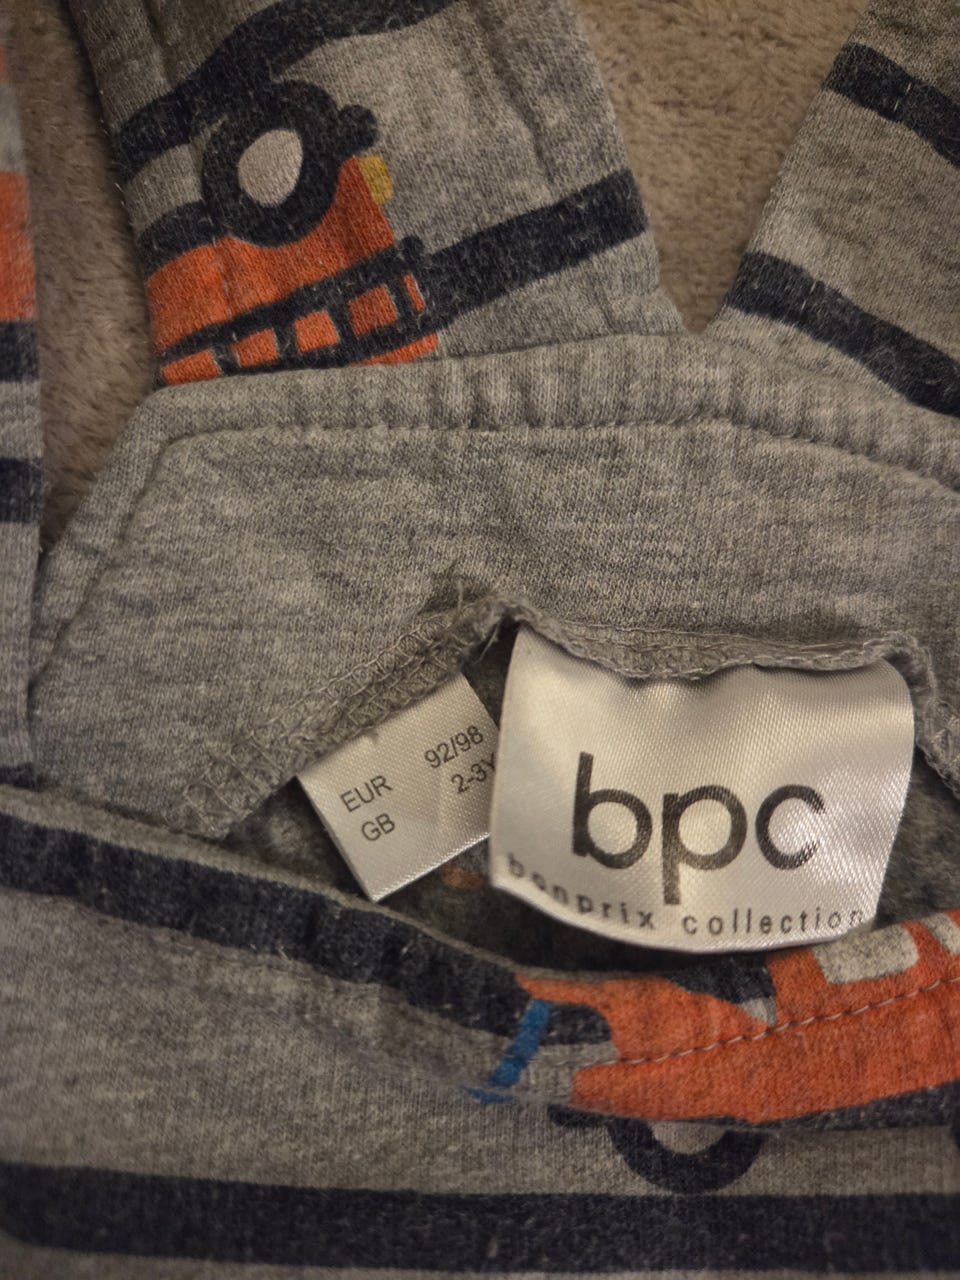 EUR 92/98
GB 2-3Y
bpc
bonprix collection